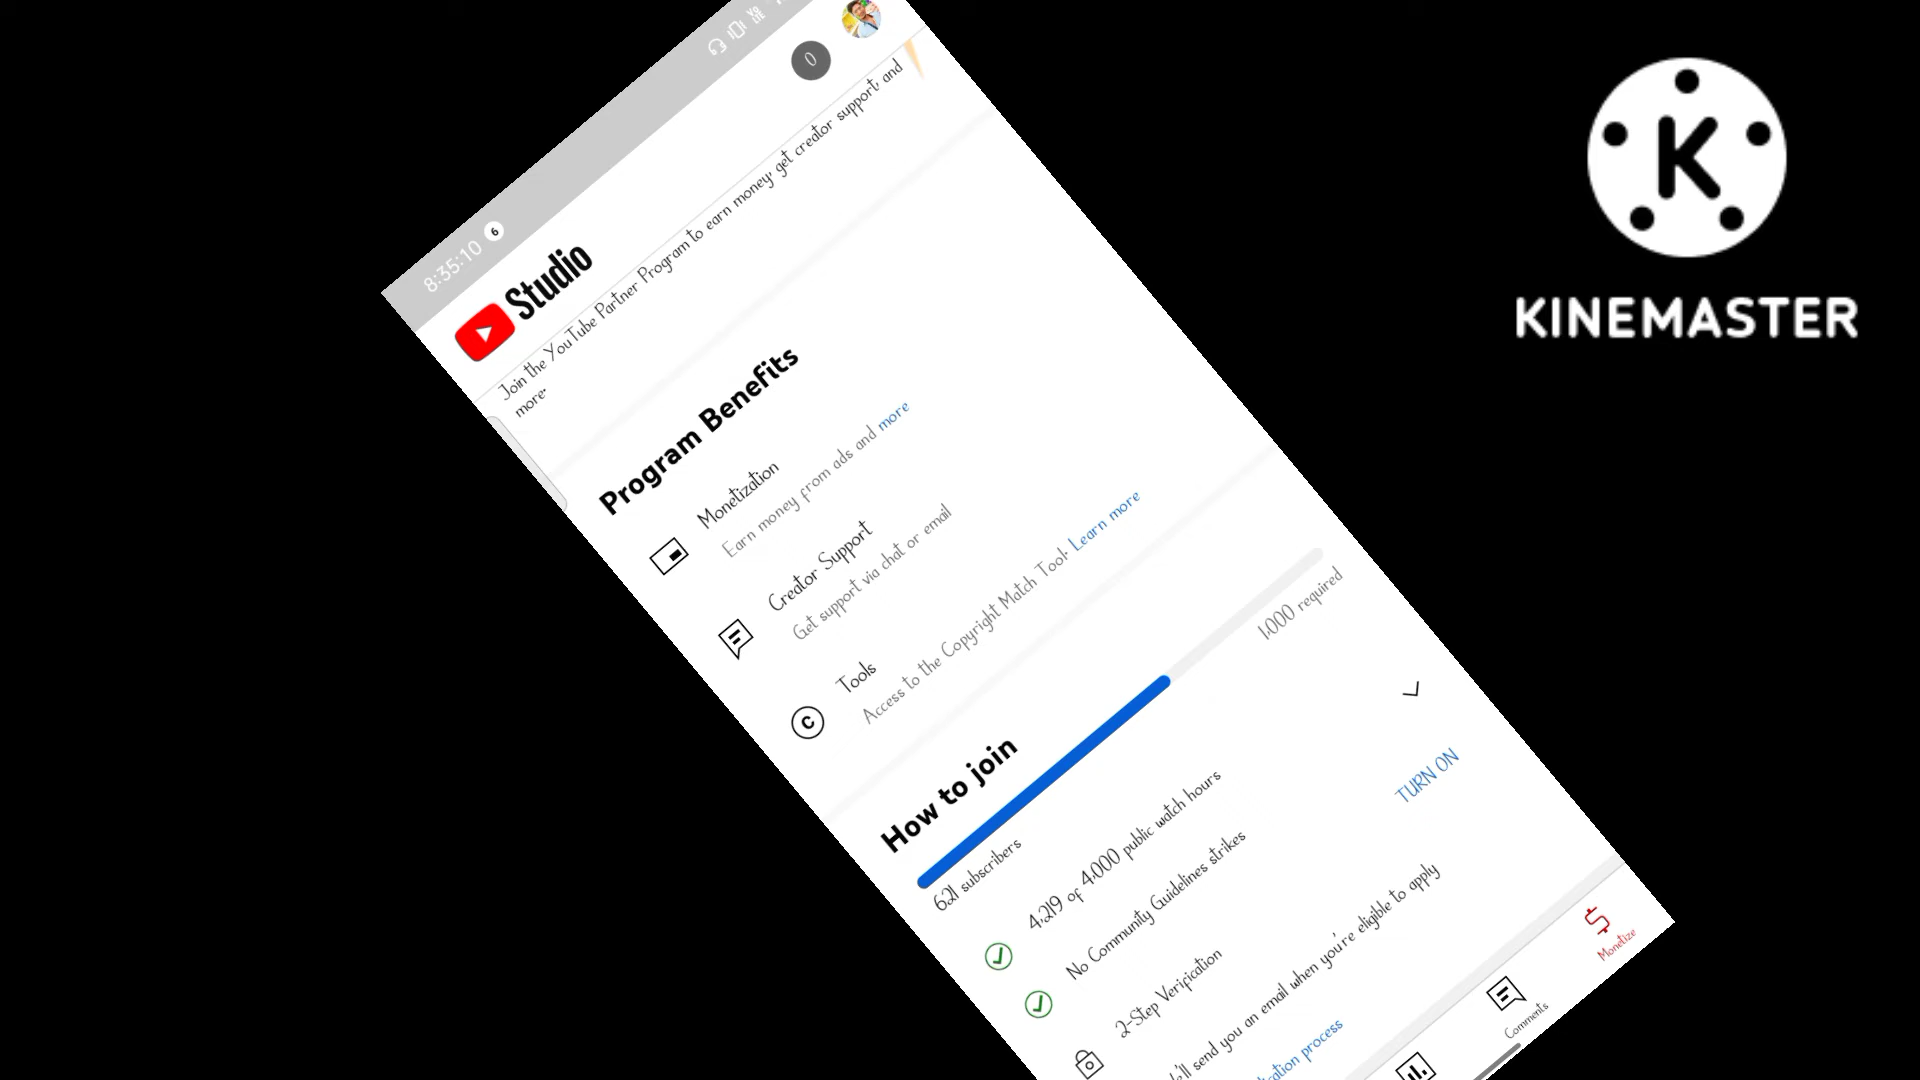 8:35:10 6
0
Studio
Join the YouTube Partner Program to earn money, get creator support, and
more.
Program Benefits
Monetization
Earn money from ads and more
Creator Support
Get support via chat or email
Tools
Access to the Copyright Match Tool. Learn more
How to join
621 subscribers
1,000 required
4,219 of 4,000 public watch hours
No Community Guidelines strikes
2-Step Verification
TURN ON
send you an email when you're eligible to apply
process
Comments
Monetize
K
KINEMASTER